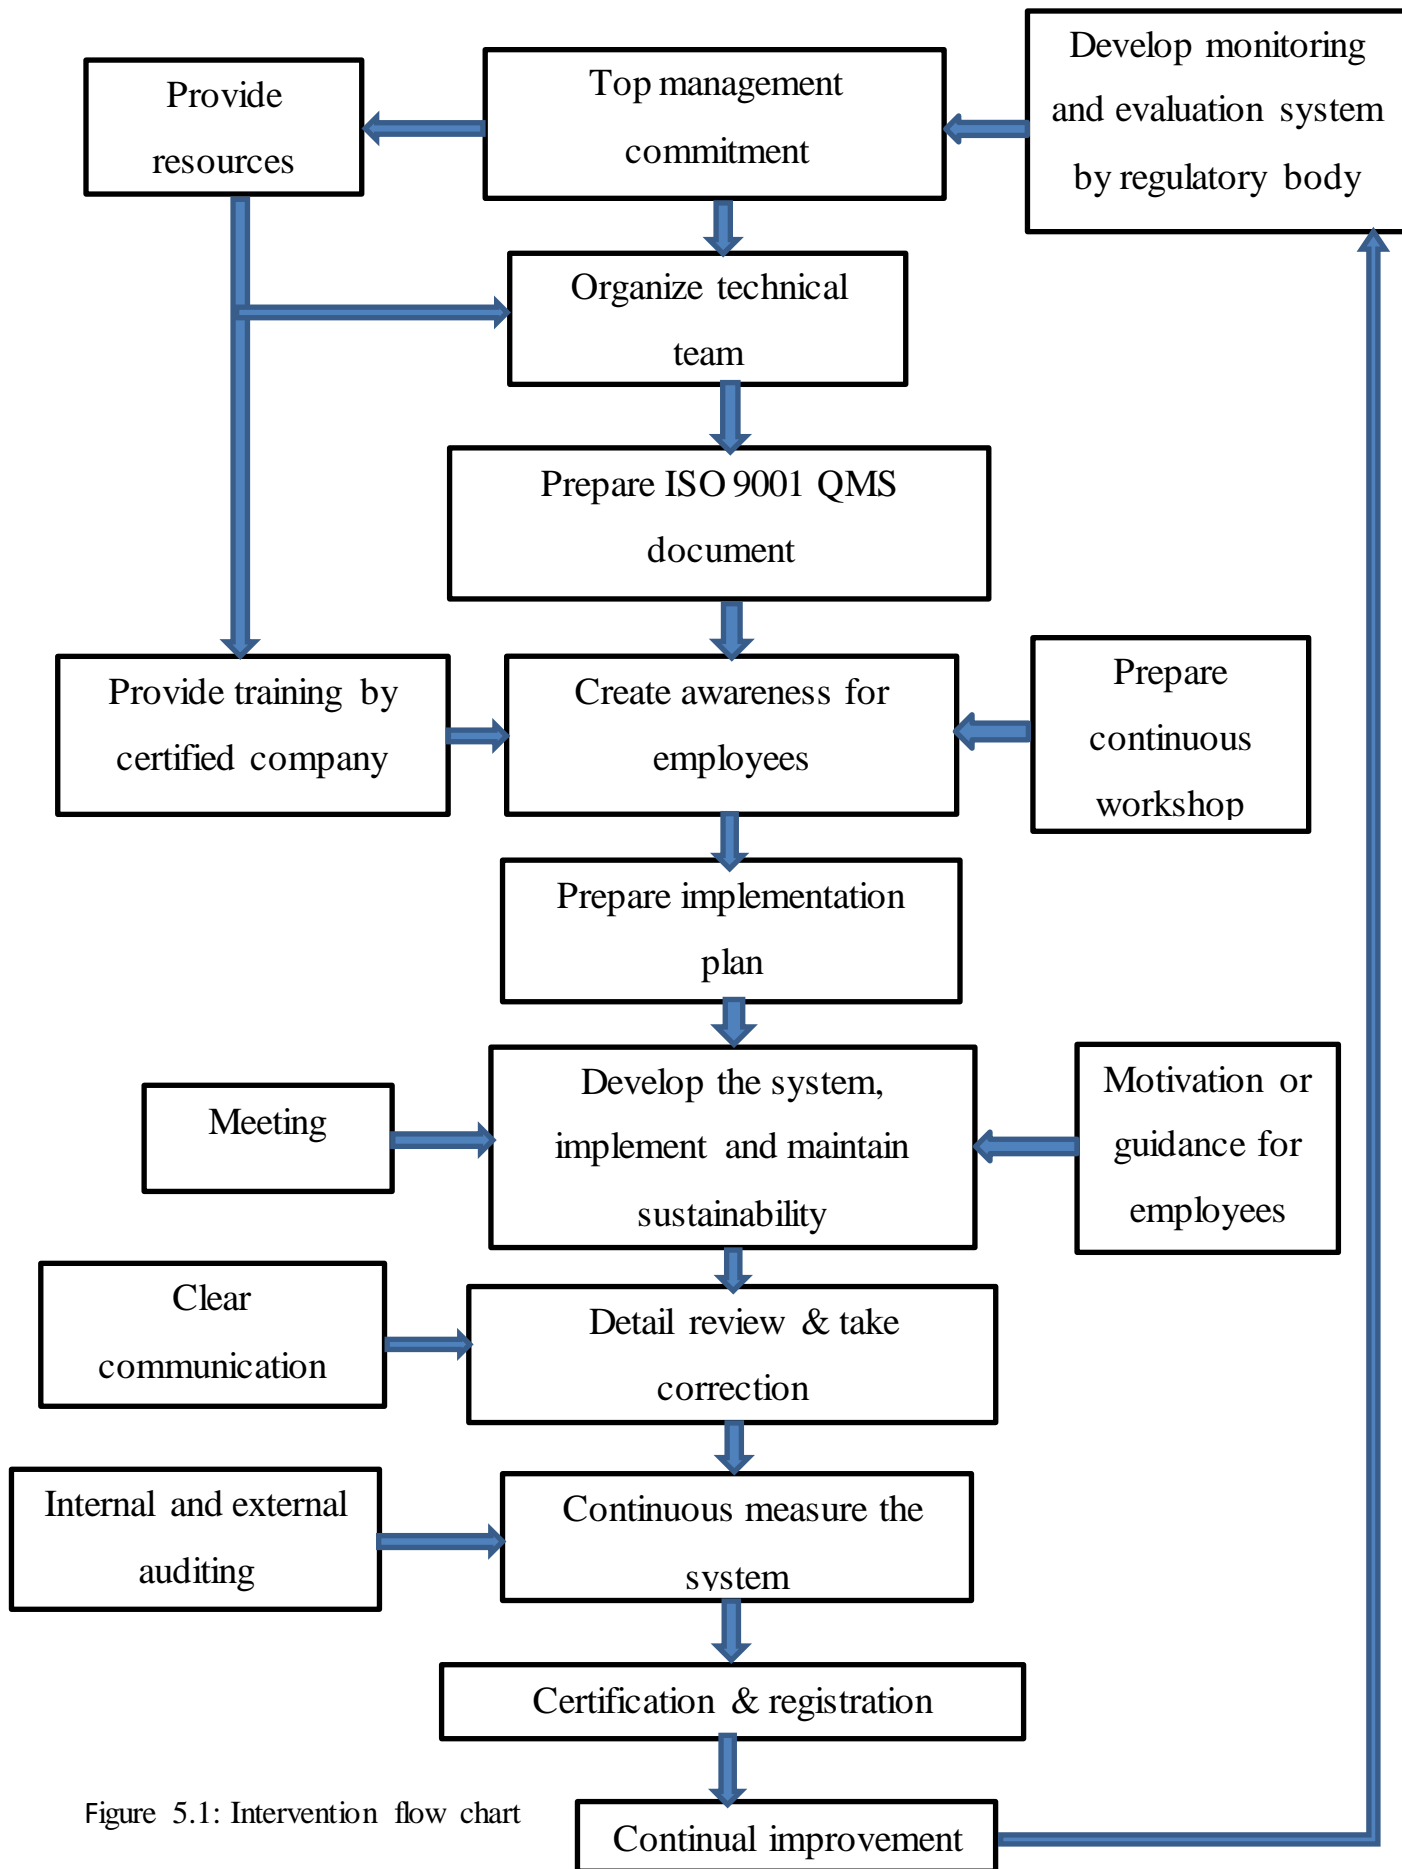 Provide
resources
Top management
commitment
Develop monitoring
and evaluation system
by regulatory body
Organize technical
team
Prepare ISO 9001 QMS
document
Provide training by
certified company
Create awareness for
employees
Prepare
continuous
workshop
Prepare implementation
plan
Meeting
Develop the system,
implement and maintain
sustainability
Motivation or
guidance for
employees
Clear
communication
Detail review & take
correction
Internal and external
auditing
Continuous measure the
system
Certification & registration
Continual improvement
Figure 5.1: Intervention flow chart